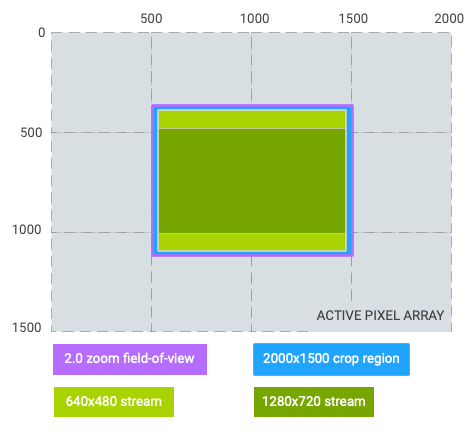 500 1000 1500 2000
0
500
1000
1500
ACTIVE PIXEL ARRAY
2.0 zoom field-of-view 2000x1500 crop region
640x480 stream 1280x720 stream